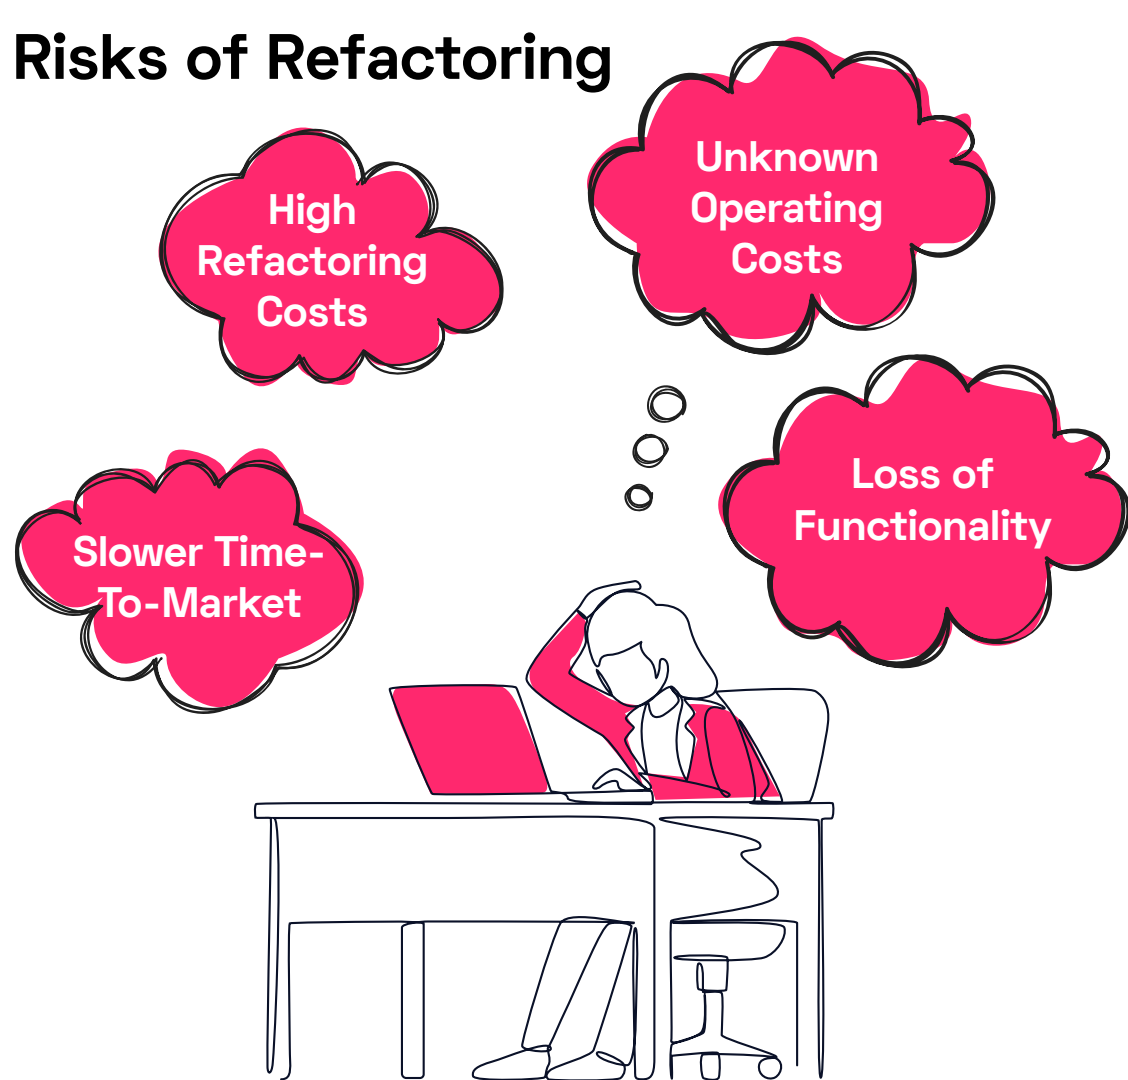 Risks of Refactoring
High
Refactoring
Costs
Unknown
Operating
Costs
Slower Time-
To-Market
Loss of
Functionality